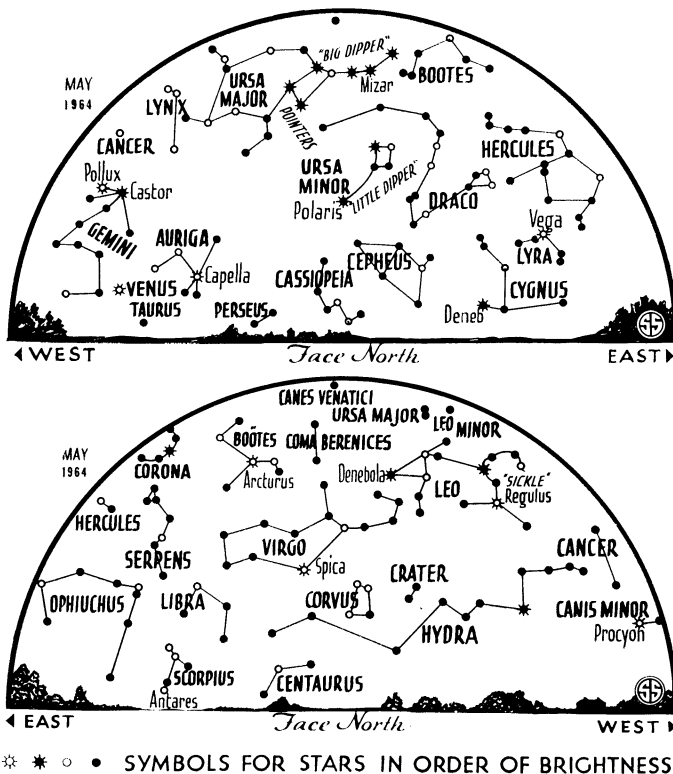 "BIG DIPPER"
MAY
1964
URSA
MAJOR
Mizar
BOOTES
LYNX
POINTERS
CANCER
HERCULES
Pollux
Castor
URSA
MINOR
"LITTLE DIPPER"
Polaris
DRACO
GEMINI
AURIGA
Vega
LYRA
Capella
CASSIOPEIA
CEPHEUS
VENUS
TAURUS
PERSEUS
Deneb
CYGNUS
WEST
Face North
EAST
CANES VENATICI
URSA MAJOR
LEO MINOR
MAY
1964
BOÖTES
COMA BERENICES
CORONA
Arcturus
Denebola
LEO
"SICKLE"
Regulus
HERCULES
VIRGO
SERPENS
Spica
CANCER
OPHIUCHUS
LIBRA
CORVUS
CRATER
HYDRA
CANIS MINOR
Procyon
SCORPIUS
Antares
CENTAURUS
EAST
Face North
WEST
SYMBOLS FOR STARS IN ORDER OF BRIGHTNESS